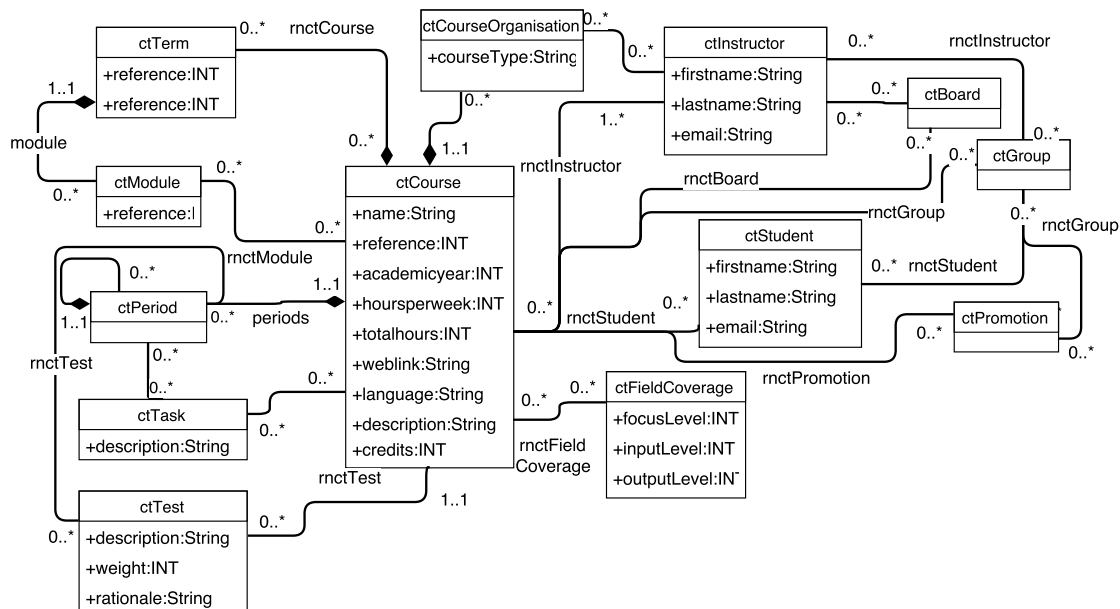 0..*
rnctCourse
ctTerm
+reference:INT
+reference:INT
1..1
module
0..*
ctModule
+reference:I
0..*
0..*
rnctModule
0..*
0..*
1..1
ctCourseOrganisation
+courseType:String
0..*
0..*
0..*
ctInstructor
+firstname:String
+lastname:String
+email:String
0..*
rnctInstructor
0..*
0..*
ctBoard
0..*
0..*
0..*
ctGroup
0..*
rnctGroup
1..*
rnctInstructor
rnctBoard
rnctGroup
ctCourse
+name:String
+reference:INT
+academicyear:INT
+hoursperweek:INT
+totalhours:INT
+weblink:String
+language:String
+description:String
+credits:INT
ctStudent
+firstname:String
+lastname:String
+email:String
0..*
rnctStudent
0..*
rnctStudent
0..*
ctPromotion
0..*
0..*
rnctPromotion
0..*
ctPeriod
1..1
0..*
periods
1..1
rnctTest
0..*
0..*
ctTask
+description:String
0..*
0..*
0..*
0..*
rnctField
Coverage
ctFieldCoverage
+focusLevel:INT
+inputLevel:INT
+outputLevel:INT
rnctTest
1..1
0..*
0..*
ctTest
+description:String
+weight:INT
+rationale:String